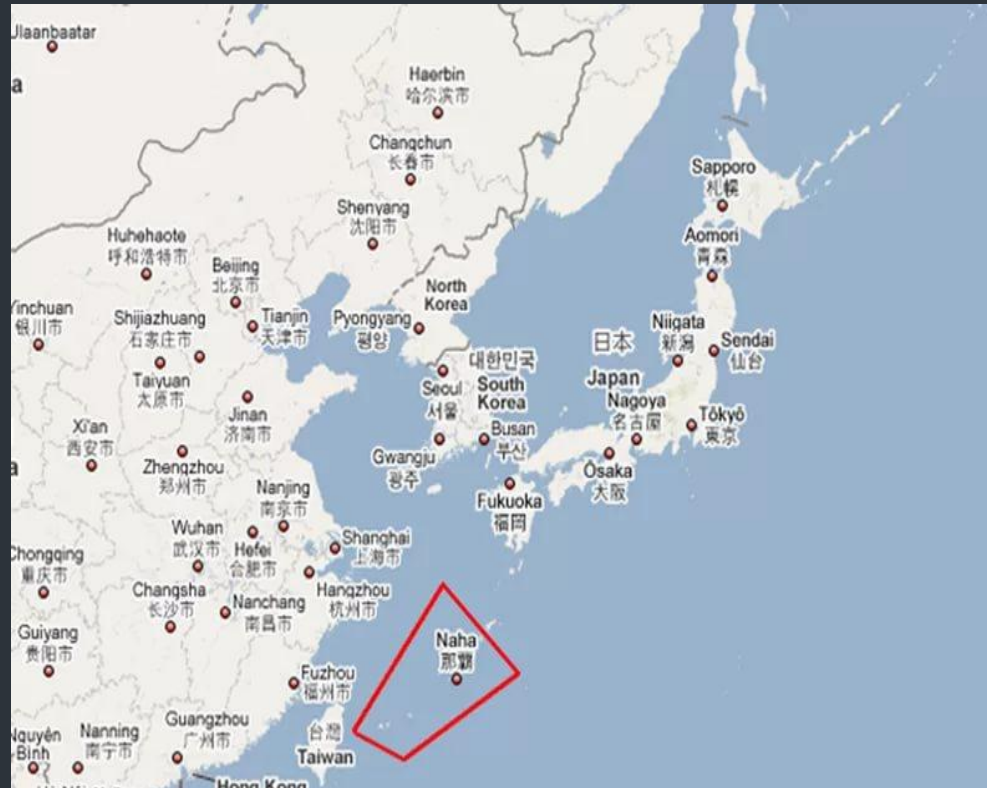 Jlaanbaatar
a
Haerbin
哈尔滨市
Changchun
长春市
Shenyang
沈阳市
Sapporo
札幌
Aomori
青森
Huhehaote
呼和浩特市
Beijing
北京市
North
Korea
Yinchuan
银川市
Shijiazhuang
石家庄市
Tianjin
天津市
Pyongyang
평양
Niigata
新潟
Sendai
仙台
日本
Japan
대한민국
South
Korea
Seoul
서울
Taiyuan
太原市
Jinan
济南市
Nagoya
名古屋
Tōkyō
東京
Xi'an
西安市
a
Zhengzhou
郑州市
Gwangju
광주
Busan
부산
Ōsaka
大阪
Fukuoka
福岡
Nanjing
南京市
Wuhan
武汉市
Hefei
合肥市
Shanghai
上海市
Chongqing
重庆市
Changsha
长沙市
Nanchang
南昌市
Hangzhou
杭州市
Guiyang
贵阳市
Naha
那覇
Fuzhou
福州市
Nguyên
Bình
Nanning
南宁市
Guangzhou
广州市
台灣
Taiwan
Hong Kong